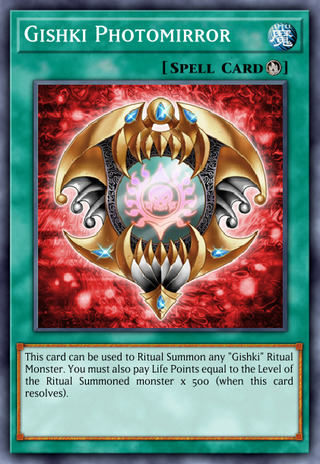 Gishki Photomirror
魔
[Spell Card]
This card can be used to Ritual Summon any "Gishki" Ritual
Monster. You must also pay Life Points equal to the Level of
the Ritual Summoned monster x 500 (when this card
resolves).